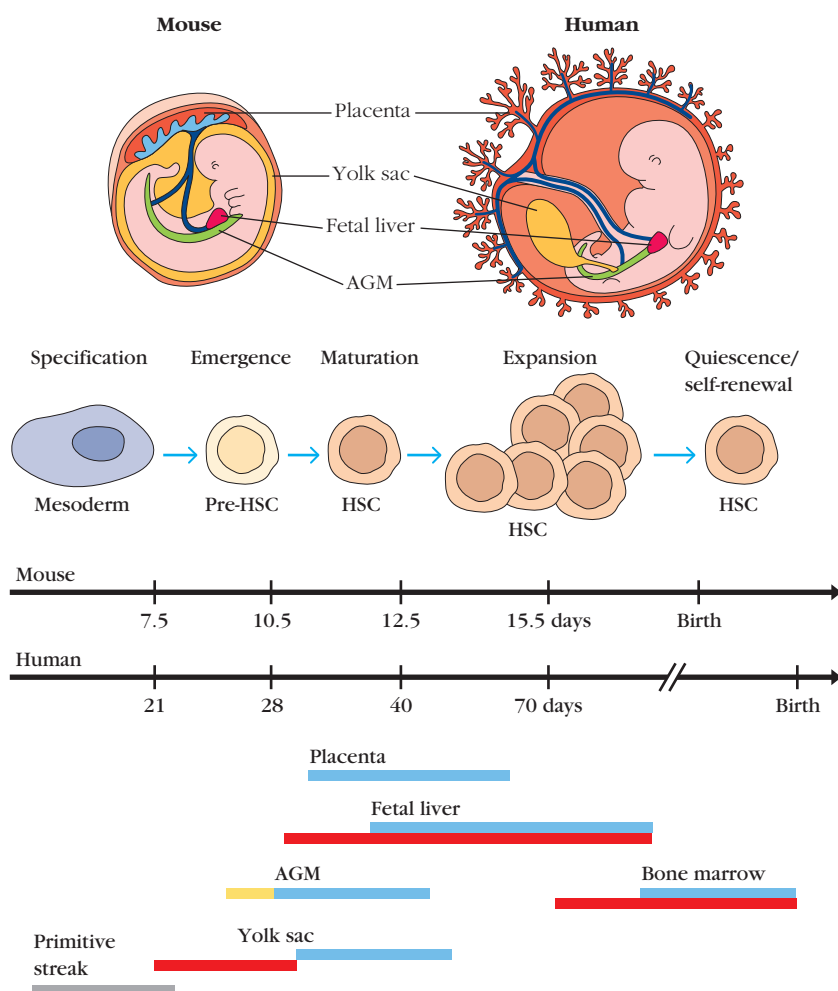 Mouse
Human
Placenta
Yolk sac
Fetal liver
AGM
Specification
Emergence
Maturation
Expansion
Quiescence/
self-renewal
Mesoderm
Pre-HSC
HSC
HSC
HSC
Mouse
7.5
10.5
12.5
15.5 days
Birth
Human
21
28
40
70 days
Birth
Placenta
Fetal liver
AGM
Bone marrow
Yolk sac
Primitive
streak